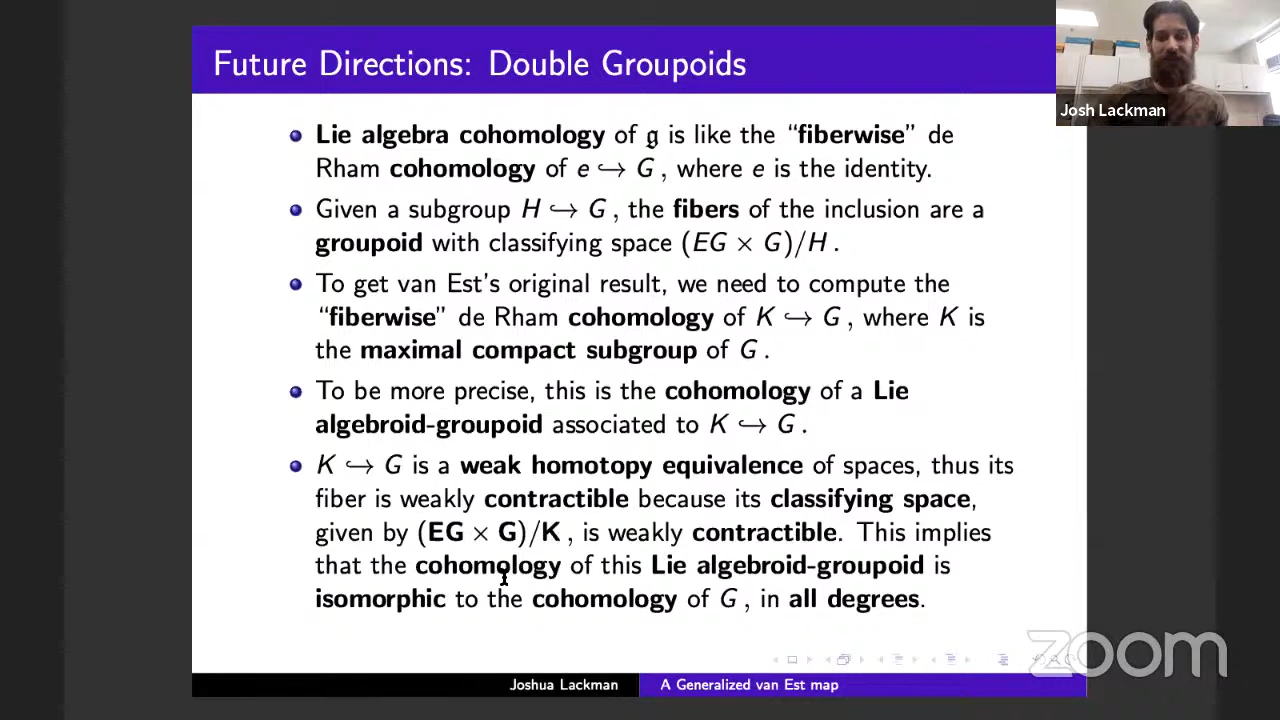 Future Directions: Double Groupoids
Josh Lackman
Lie algebra cohomology of 𝔤 is like the “fiberwise” de
Rham cohomology of e ↪ G , where e is the identity.
Given a subgroup H ↪ G , the fibers of the inclusion are a
groupoid with classifying space (EG × G)/H .
To get van Est’s original result, we need to compute the
“fiberwise” de Rham cohomology of K ↪ G , where K is
the maximal compact subgroup of G .
To be more precise, this is the cohomology of a Lie
algebroid-groupoid associated to K ↪ G .
K ↪ G is a weak homotopy equivalence of spaces, thus its
fiber is weakly contractible because its classifying space,
given by (EG × G)/K , is weakly contractible. This implies
that the cohomology of this Lie algebroid-groupoid is
isomorphic to the cohomology of G , in all degrees.
zoom
Joshua Lackman
A Generalized van Est map